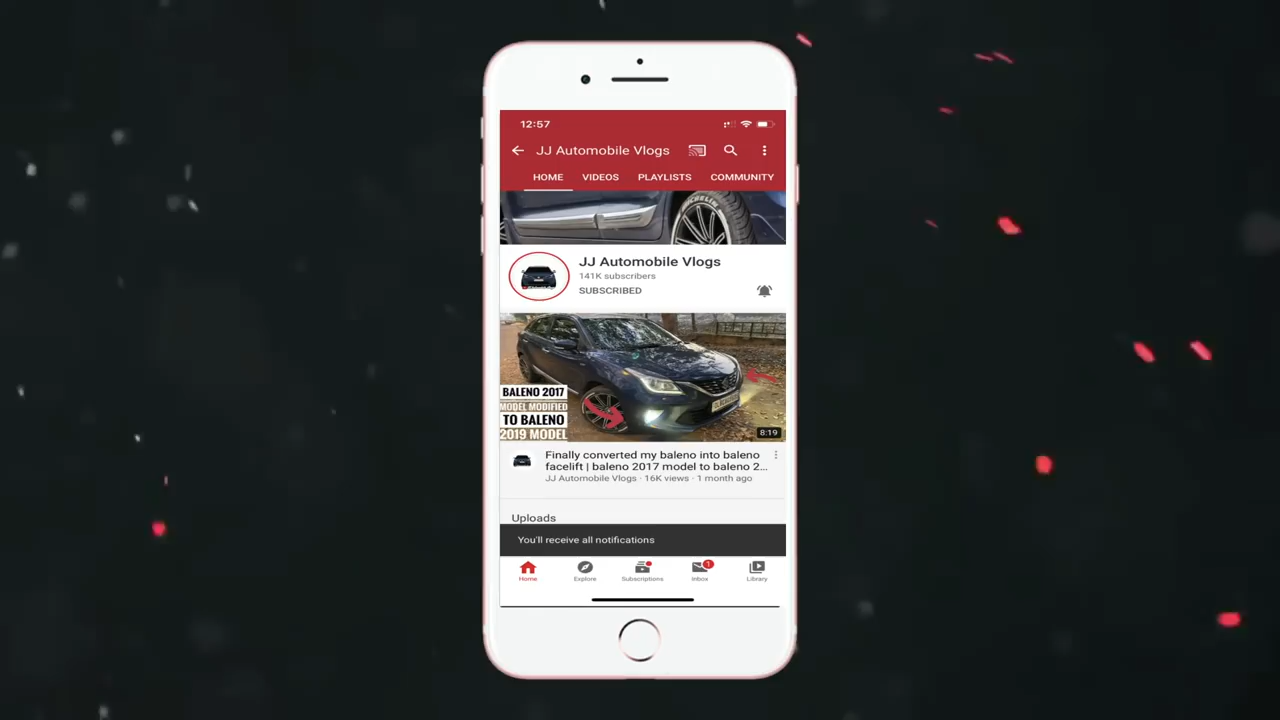 12:57
JJ Automobile Vlogs
HOME VIDEOS PLAYLISTS COMMUNITY
MICHELIN
JJ Automobile Vlogs
141K subscribers
SUBSCRIBED
BALENO 2017
MODEL MODIFIED
TO BALENO
2019 MODEL
8:19
Finally converted my baleno into baleno
facelift | baleno 2017 model to baleno 2...
JJ Automobile Vlogs · 16K views · 1 month ago
Uploads
You'll receive all notifications
1
Home Explore Subscriptions Inbox Library